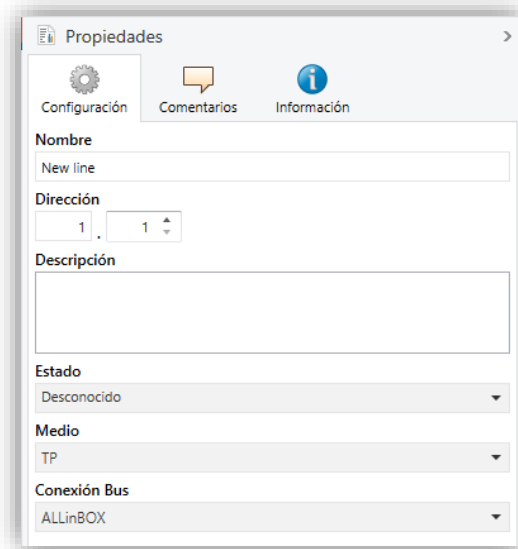 Propiedades
Configuración Comentarios Información
Nombre
New line
Dirección
1 . 1
Descripción
Estado
Desconocido
Medio
TP
Conexión Bus
ALLinBOX